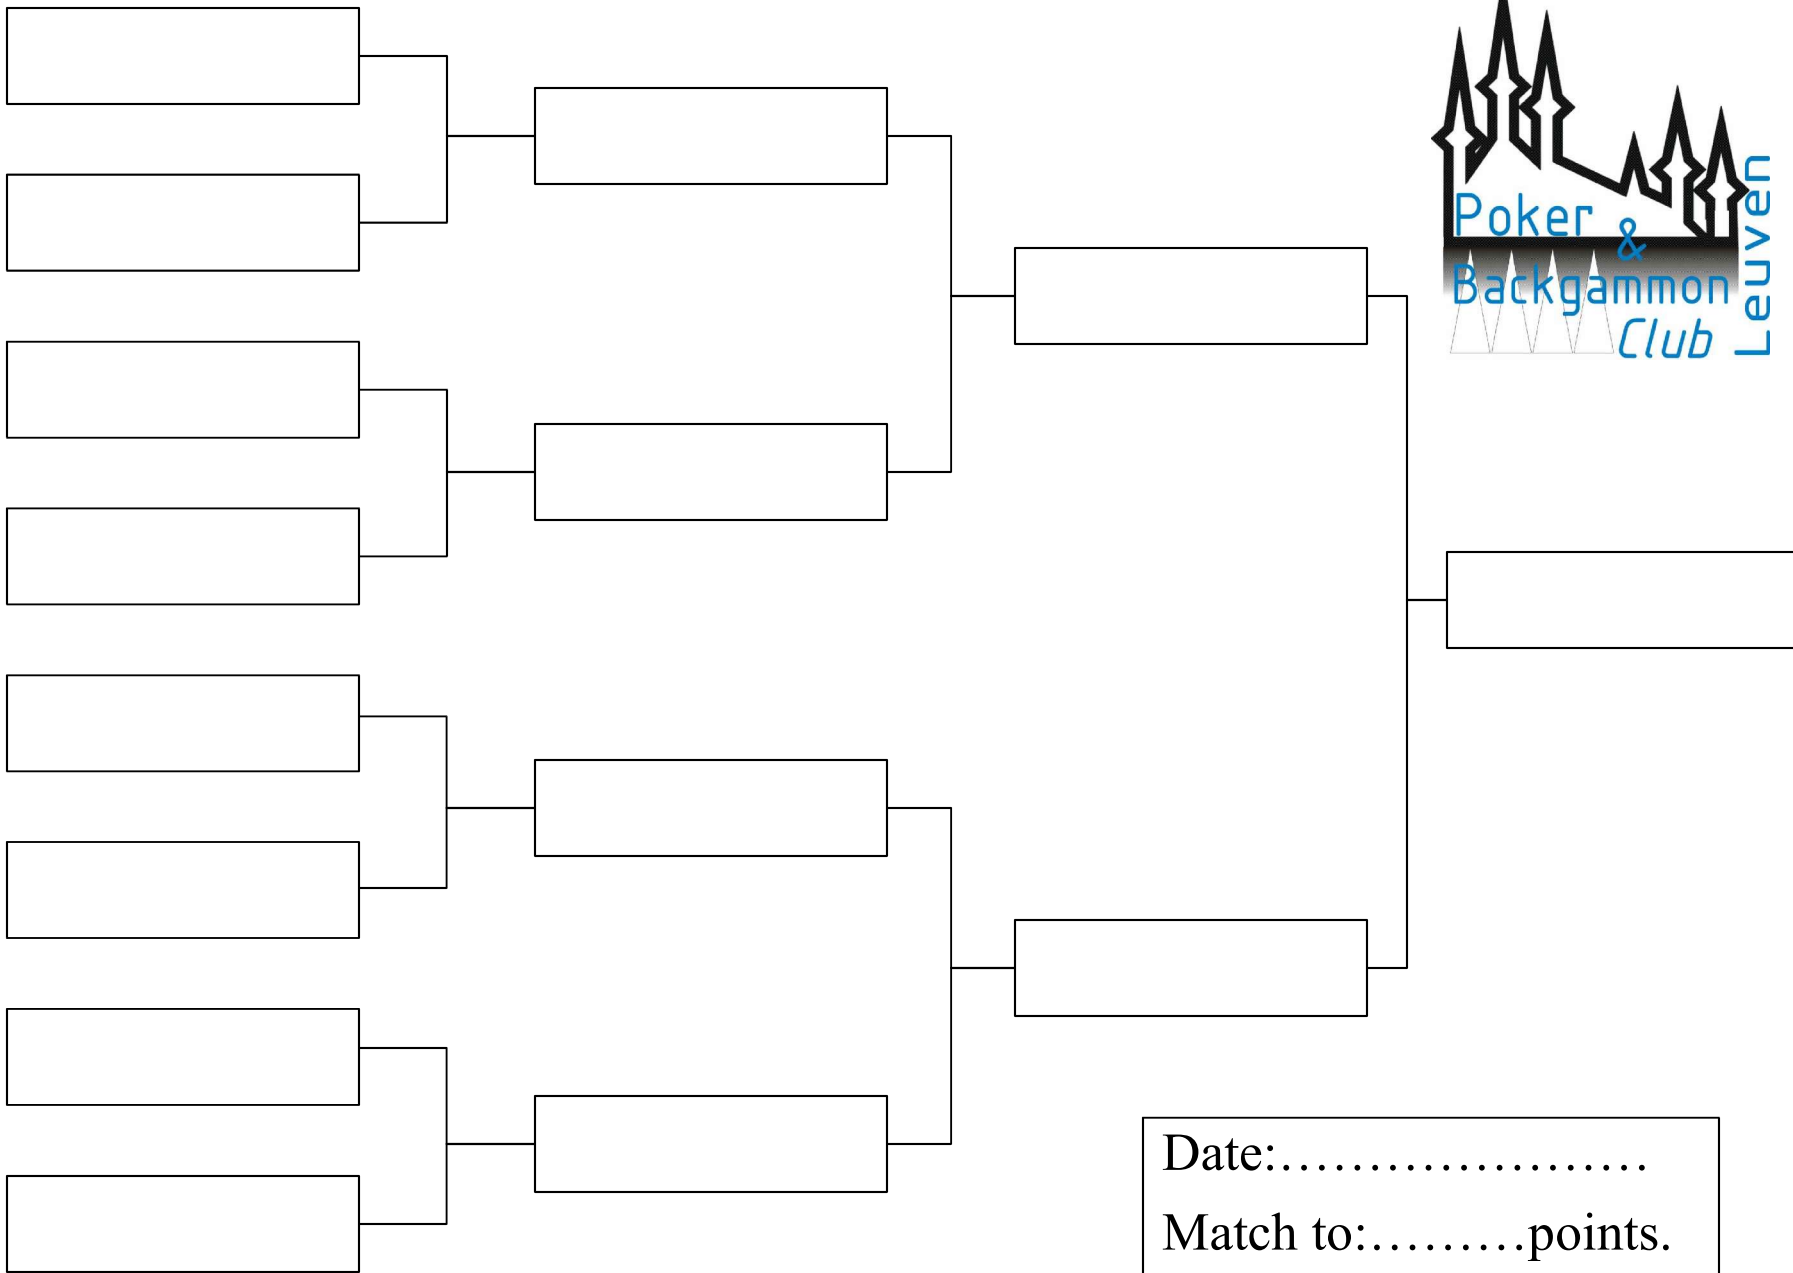 Poker
&
Backgammon
Club
Leuven
Date:…………………
Match to:………points.